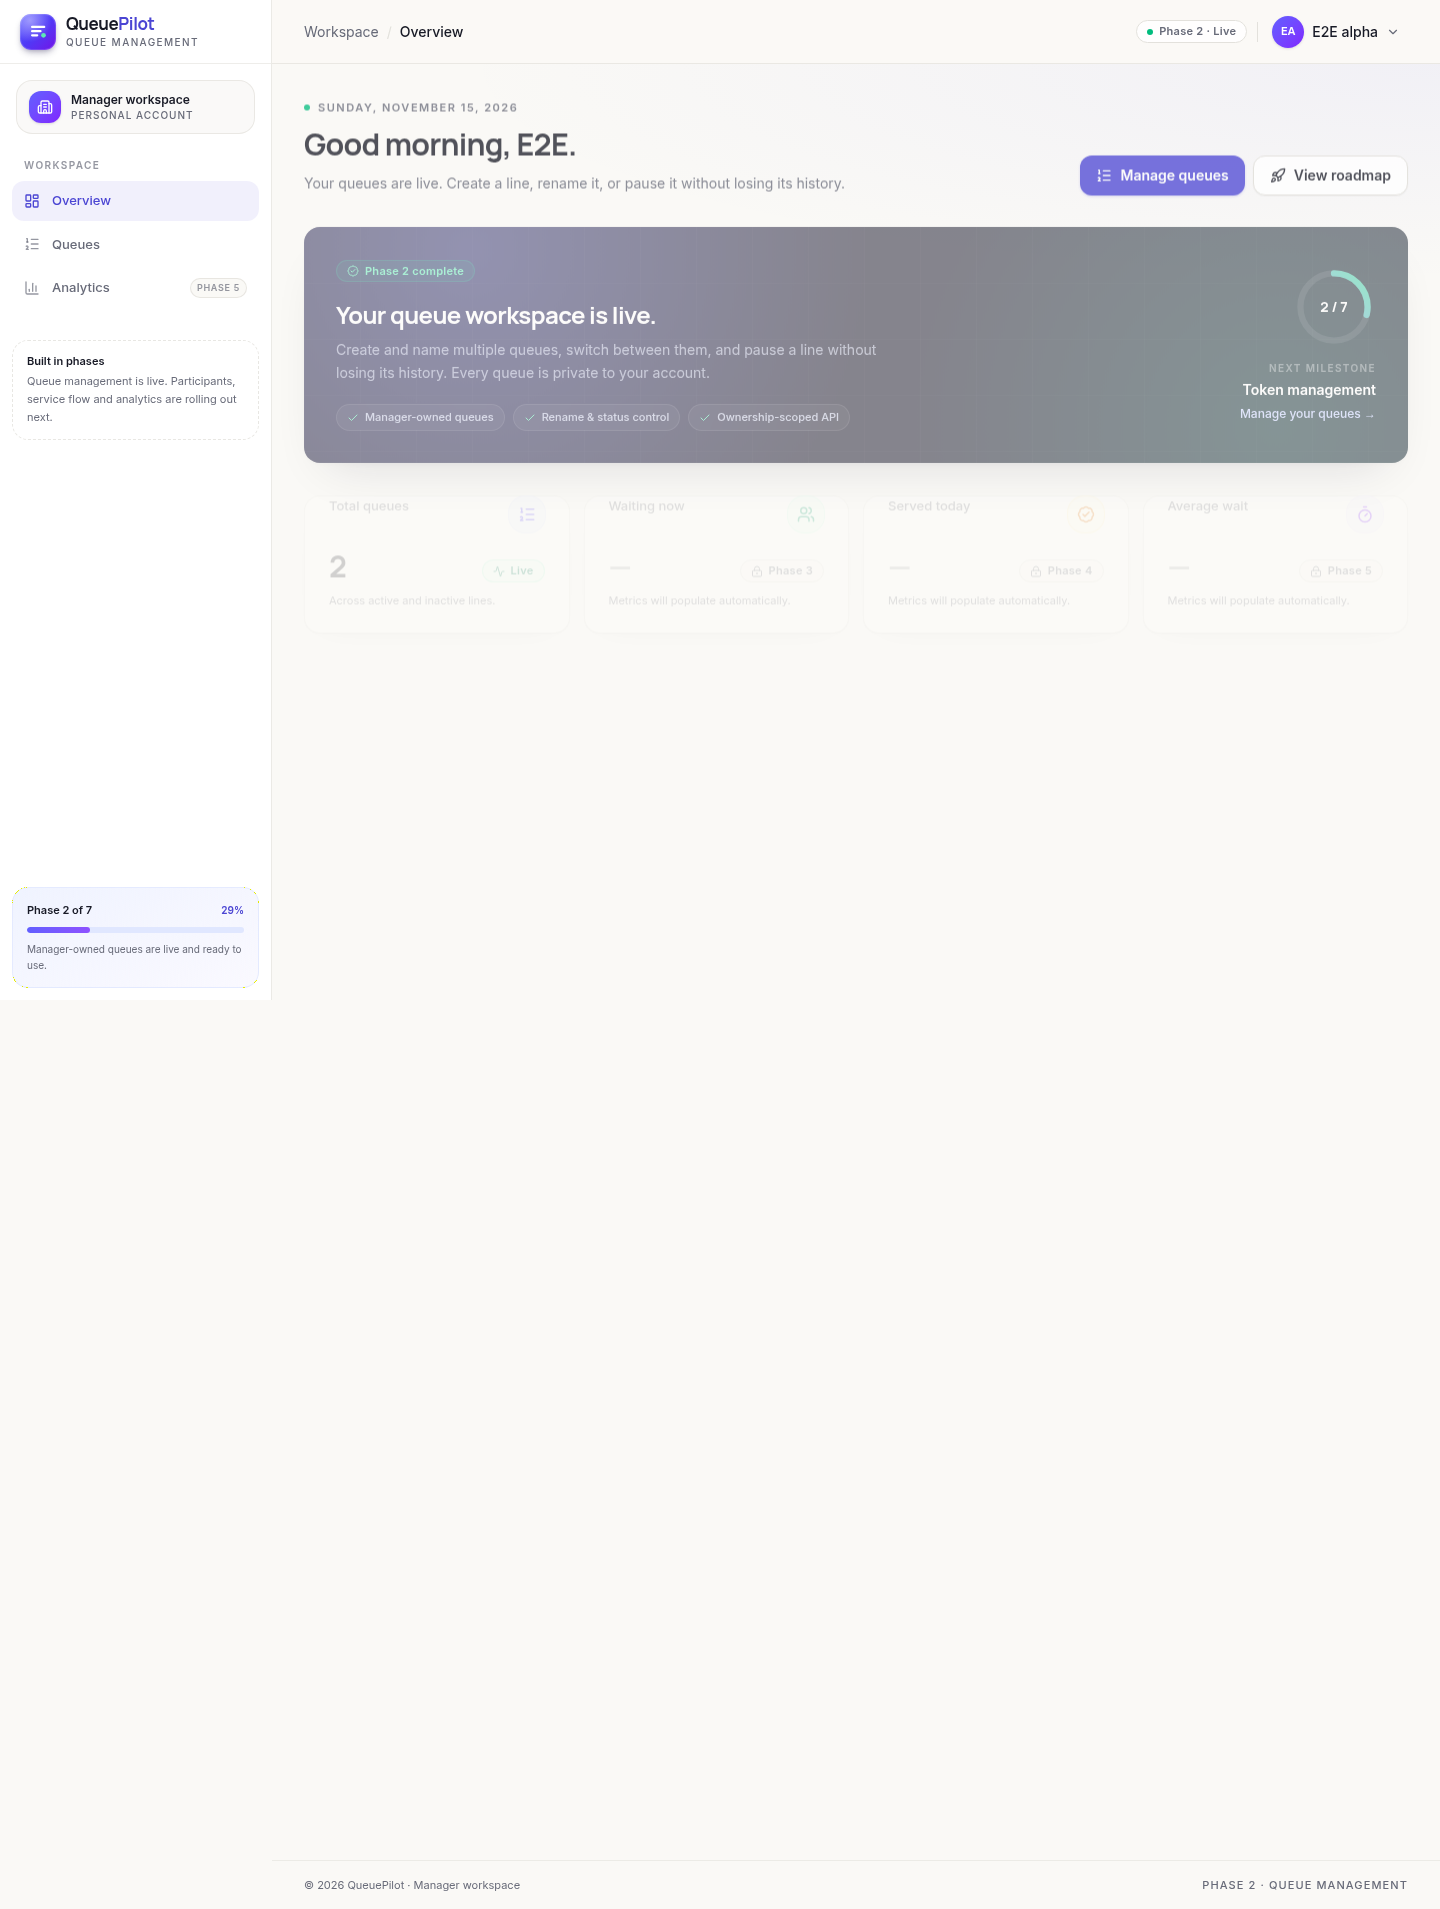 QueuePilot
QUEUE MANAGEMENT
Manager workspace
PERSONAL ACCOUNT
WORKSPACE
Overview
Queues
Analytics
PHASE 5
Built in phases
Queue management is live. Participants,
service flow and analytics are rolling out
next.
Phase 2 of 7
29%
Manager-owned queues are live and ready to
use.
Workspace / Overview
Phase 2 · Live
EA
E2E alpha
SUNDAY, NOVEMBER 15, 2026
Good morning, E2E.
Your queues are live. Create a line, rename it, or pause it without losing its history.
Manage queues
View roadmap
Phase 2 complete
Your queue workspace is live.
Create and name multiple queues, switch between them, and pause a line without
losing its history. Every queue is private to your account.
Manager-owned queues
Rename & status control
Ownership-scoped API
2 / 7
NEXT MILESTONE
Token management
Manage your queues →
Total queues
2
Live
Across active and inactive lines.
Waiting now
—
Phase 3
Metrics will populate automatically.
Served today
—
Phase 4
Metrics will populate automatically.
Average wait
—
Phase 5
Metrics will populate automatically.
© 2026 QueuePilot · Manager workspace
PHASE 2 · QUEUE MANAGEMENT